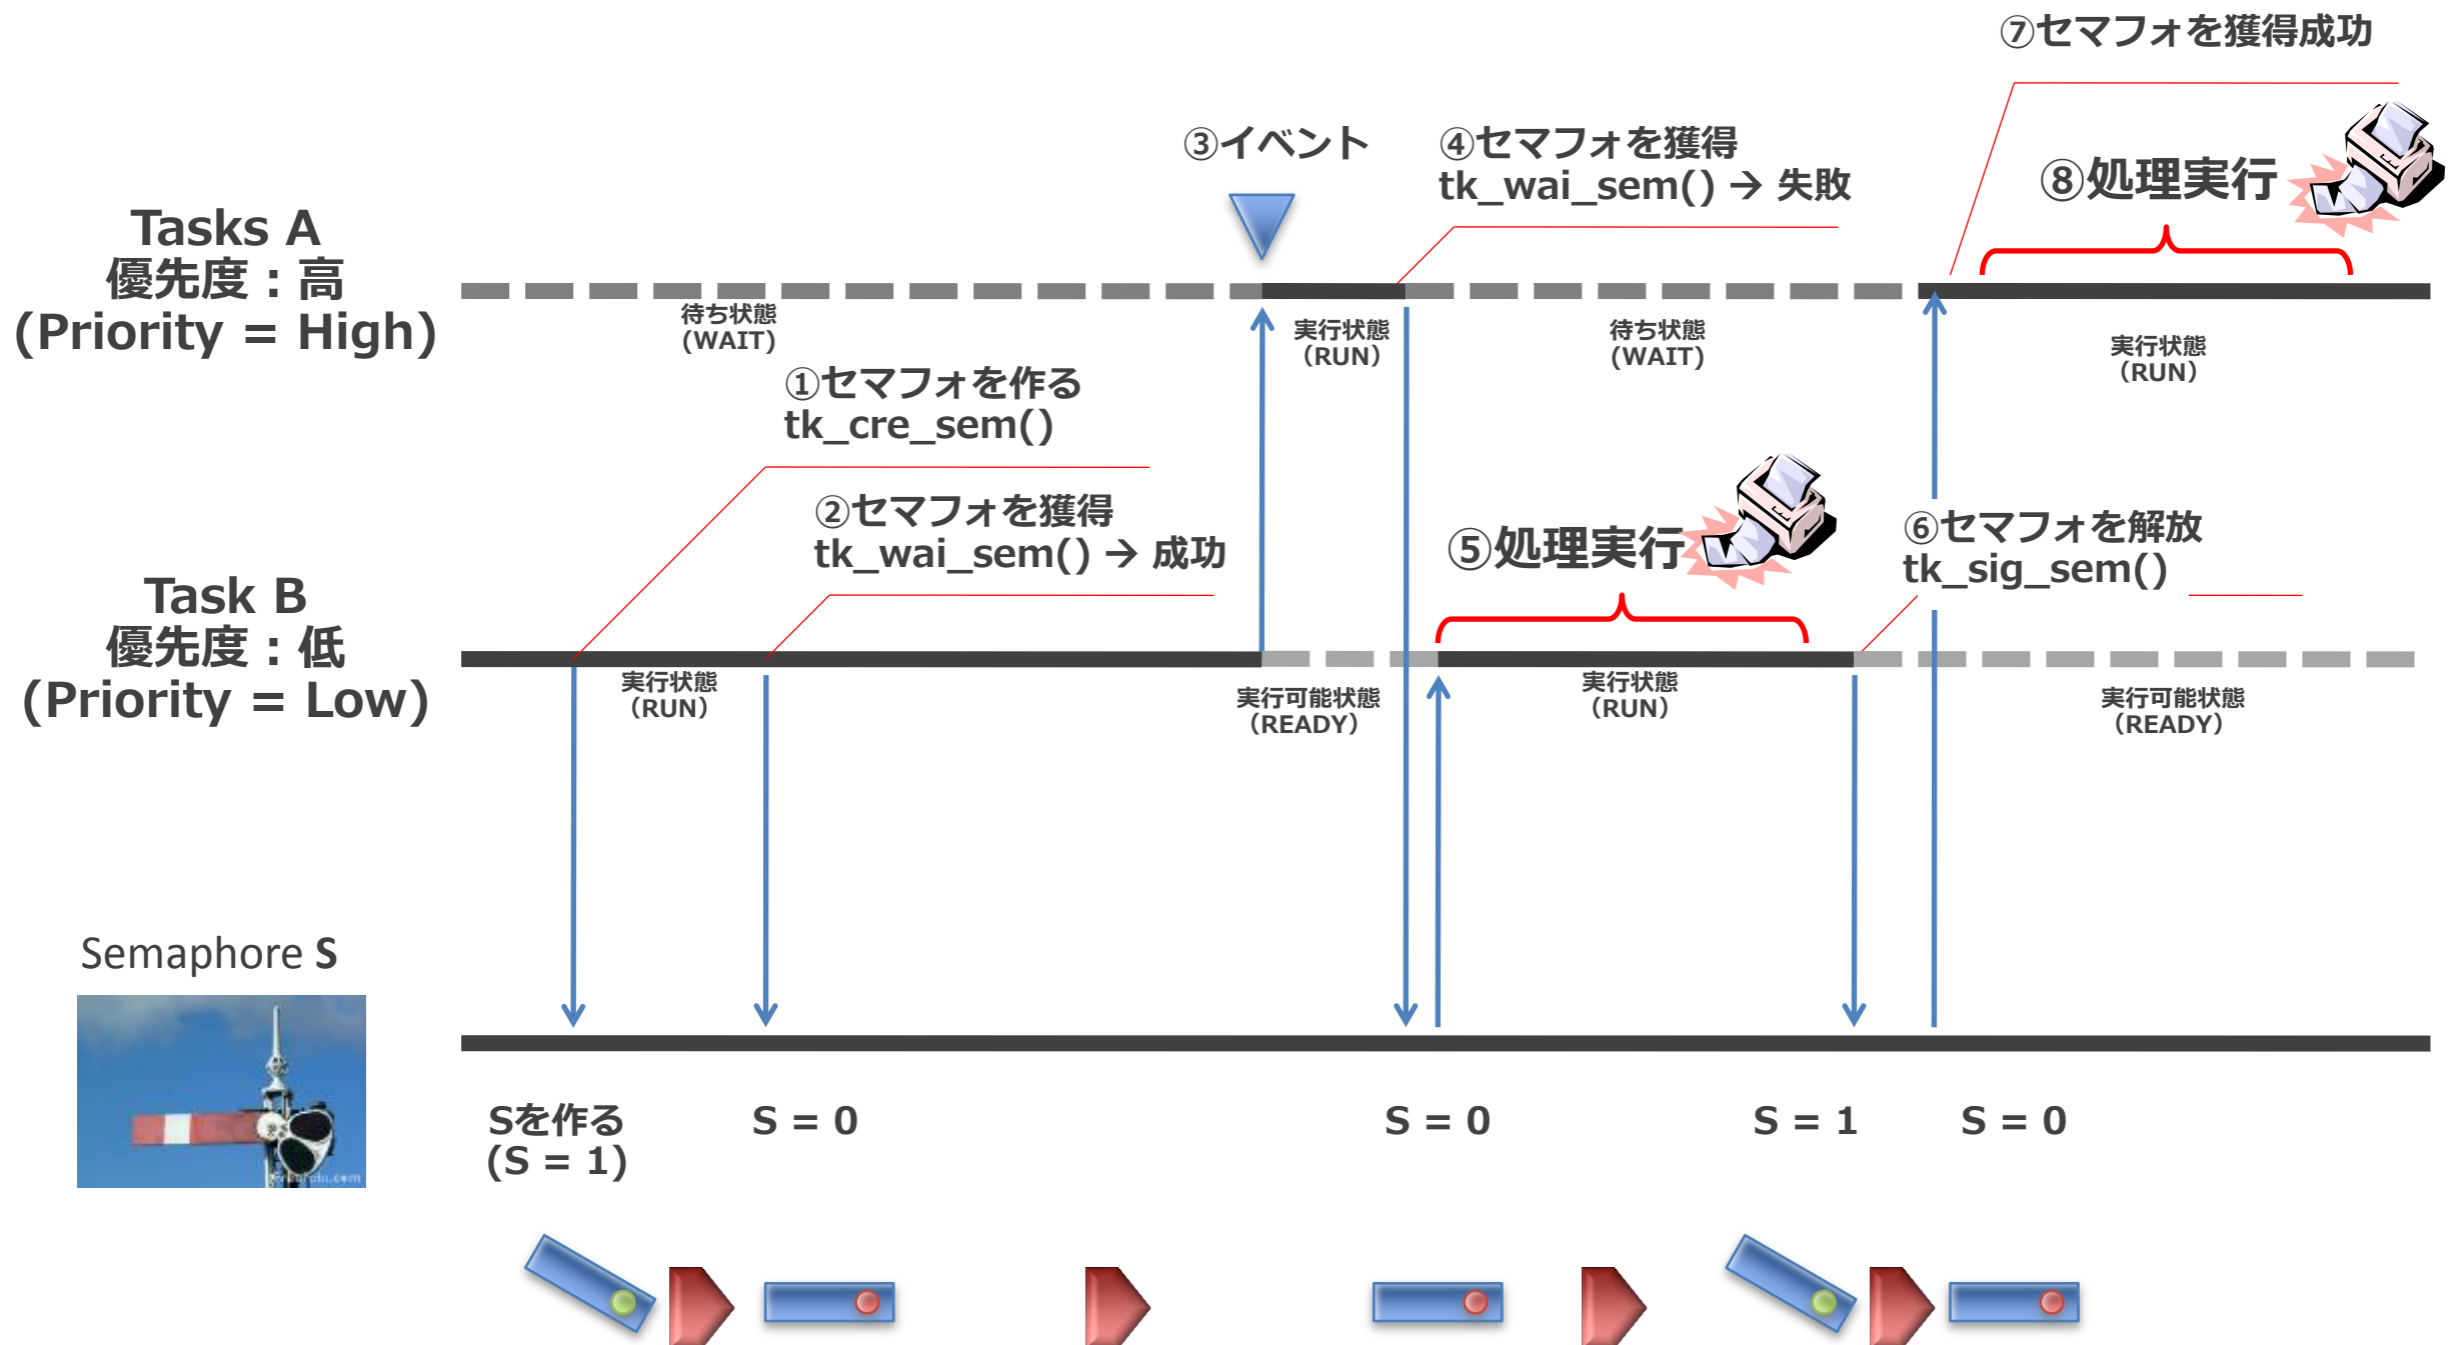 ⑦セマフォを獲得成功
③イベント
④セマフォを獲得
tk_wai_sem() → 失敗
⑧処理実行
Tasks A
優先度：高
(Priority = High)
待ち状態
(WAIT)
実行状態
（RUN）
待ち状態
(WAIT)
実行状態
（RUN）
①セマフォを作る
tk_cre_sem()
②セマフォを獲得
tk_wai_sem() → 成功
⑤処理実行
⑥セマフォを解放
tk_sig_sem()
Task B
優先度：低
(Priority = Low)
実行状態
（RUN）
実行可能状態
（READY）
実行状態
（RUN）
実行可能状態
（READY）
Semaphore S
Sを作る
(S = 1)
S = 0
S = 0
S = 1
S = 0